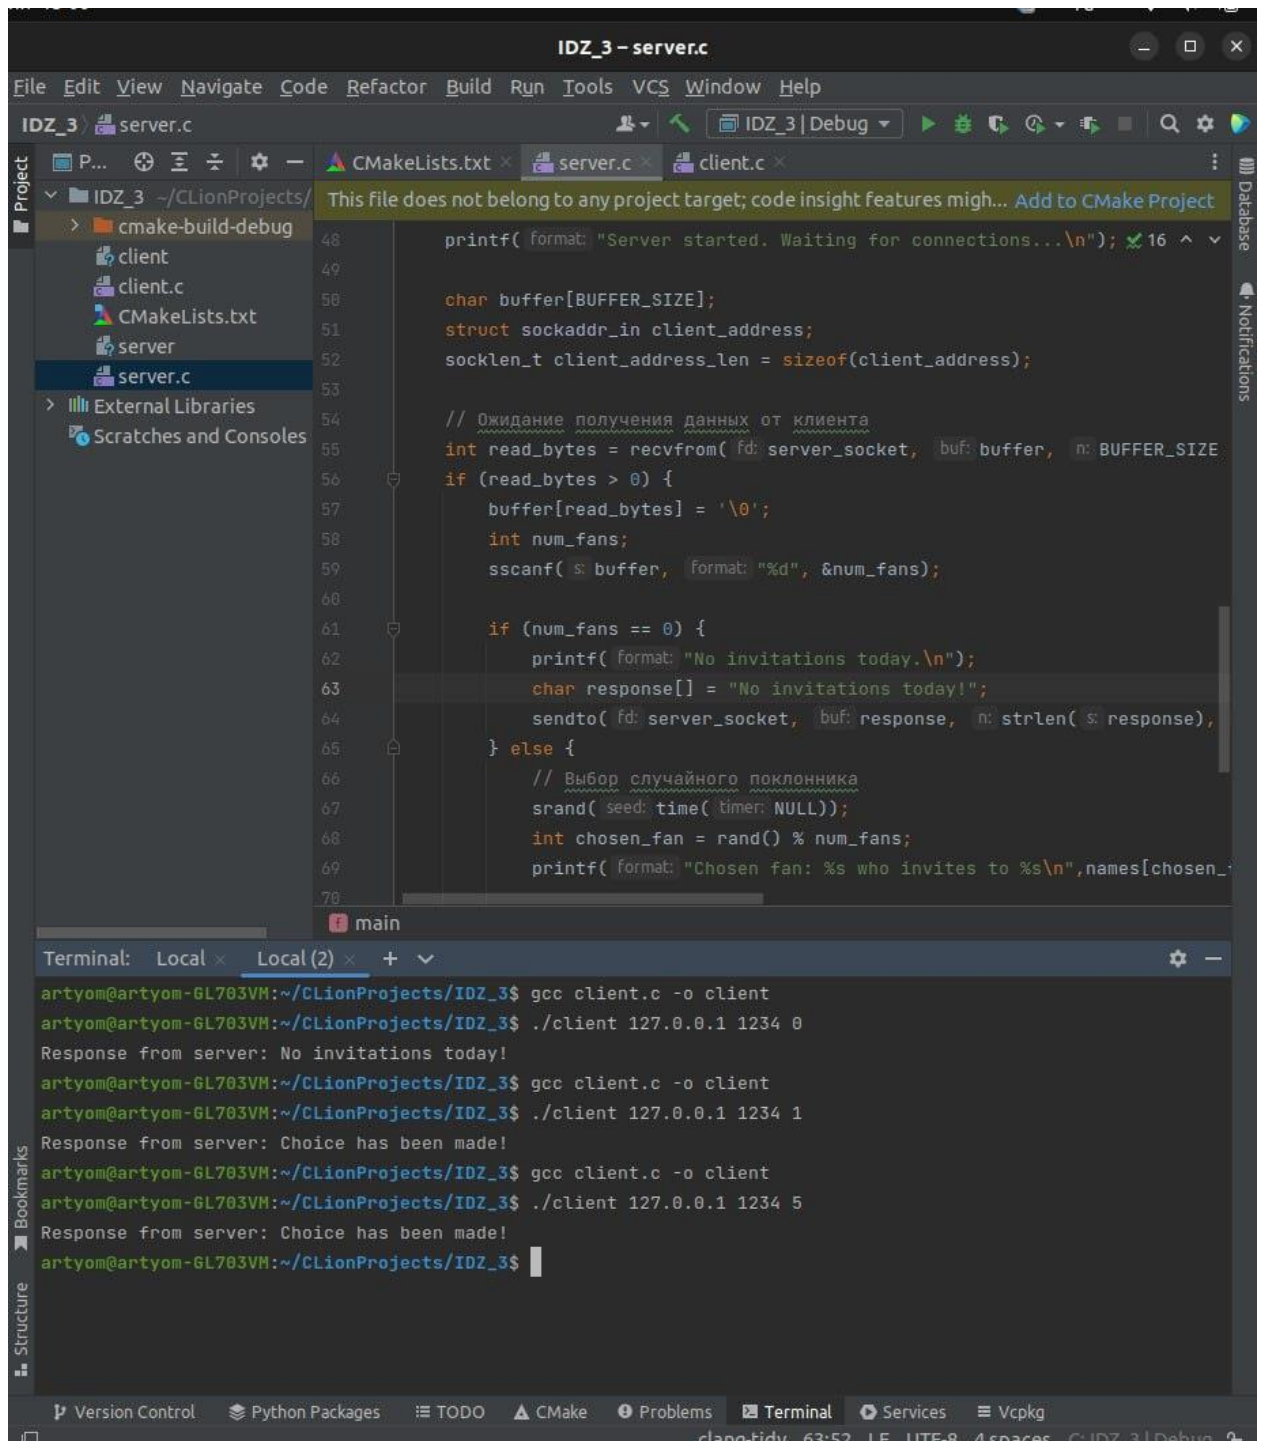 IDZ_3 – server.c
File Edit View Navigate Code Refactor Build Run Tools VCS Window Help
IDZ_3 server.c IDZ_3 | Debug
Project
P...
CMakeLists.txt server.c client.c
IDZ_3 ~/CLionProjects/
cmake-build-debug
client
client.c
CMakeLists.txt
server
server.c
External Libraries
Scratches and Consoles
This file does not belong to any project target; code insight features migh... Add to CMake Project
48 printf( format: "Server started. Waiting for connections...\n"); 16
49
50 char buffer[BUFFER_SIZE];
51 struct sockaddr_in client_address;
52 socklen_t client_address_len = sizeof(client_address);
53
54 // Ожидание получения данных от клиента
55 int read_bytes = recvfrom( fd: server_socket, buf: buffer, n: BUFFER_SIZE
56 if (read_bytes > 0) {
57 buffer[read_bytes] = '\0';
58 int num_fans;
59 sscanf( s: buffer, format: "%d", &num_fans);
60
61 if (num_fans == 0) {
62 printf( format: "No invitations today.\n");
63 char response[] = "No invitations today!";
64 sendto( fd: server_socket, buf: response, n: strlen( s: response),
65 } else {
66 // Выбор случайного поклонника
67 srand( seed: time( timer: NULL));
68 int chosen_fan = rand() % num_fans;
69 printf( format: "Chosen fan: %s who invites to %s\n",names[chosen_
70
main
Database
Notifications
Terminal: Local Local (2)
artyom@artyom-GL703VM:~/CLionProjects/IDZ_3$ gcc client.c -o client
artyom@artyom-GL703VM:~/CLionProjects/IDZ_3$ ./client 127.0.0.1 1234 0
Response from server: No invitations today!
artyom@artyom-GL703VM:~/CLionProjects/IDZ_3$ gcc client.c -o client
artyom@artyom-GL703VM:~/CLionProjects/IDZ_3$ ./client 127.0.0.1 1234 1
Response from server: Choice has been made!
artyom@artyom-GL703VM:~/CLionProjects/IDZ_3$ gcc client.c -o client
artyom@artyom-GL703VM:~/CLionProjects/IDZ_3$ ./client 127.0.0.1 1234 5
Response from server: Choice has been made!
artyom@artyom-GL703VM:~/CLionProjects/IDZ_3$
Bookmarks
Structure
Version Control Python Packages TODO CMake Problems Terminal Services Vcpkg
clang-tidy 63:52 LF UTF-8 4 spaces C: IDZ_3 | Debug